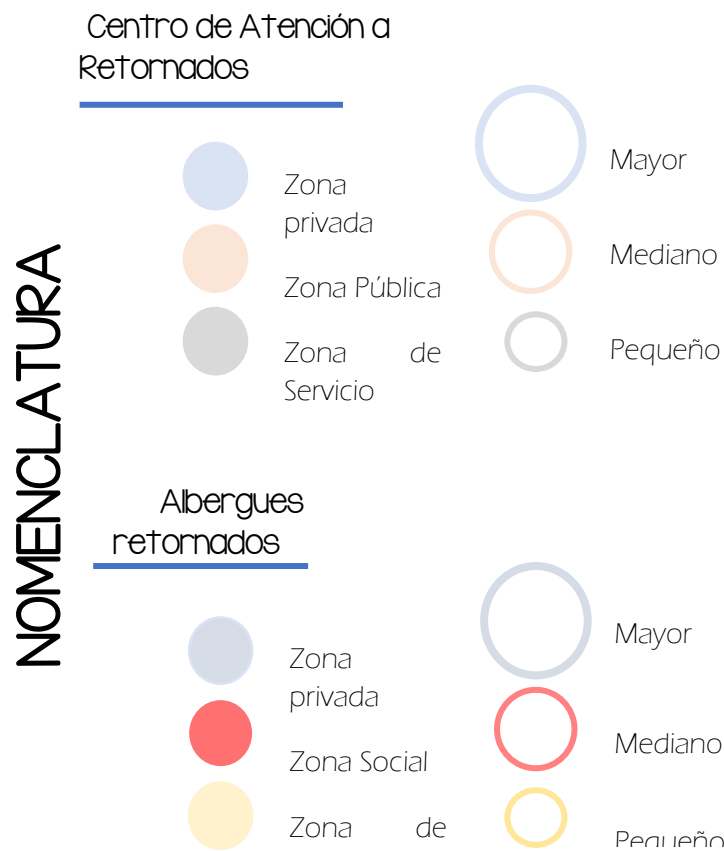 Centro de Atención a
Retornados
NOMENCLATURA
Zona
privada
Zona Pública
Zona de
Servicio
Mayor
Mediano
Pequeño
Albergues
retornados
Zona
privada
Zona Social
Zona de
Mayor
Mediano
Pequeño